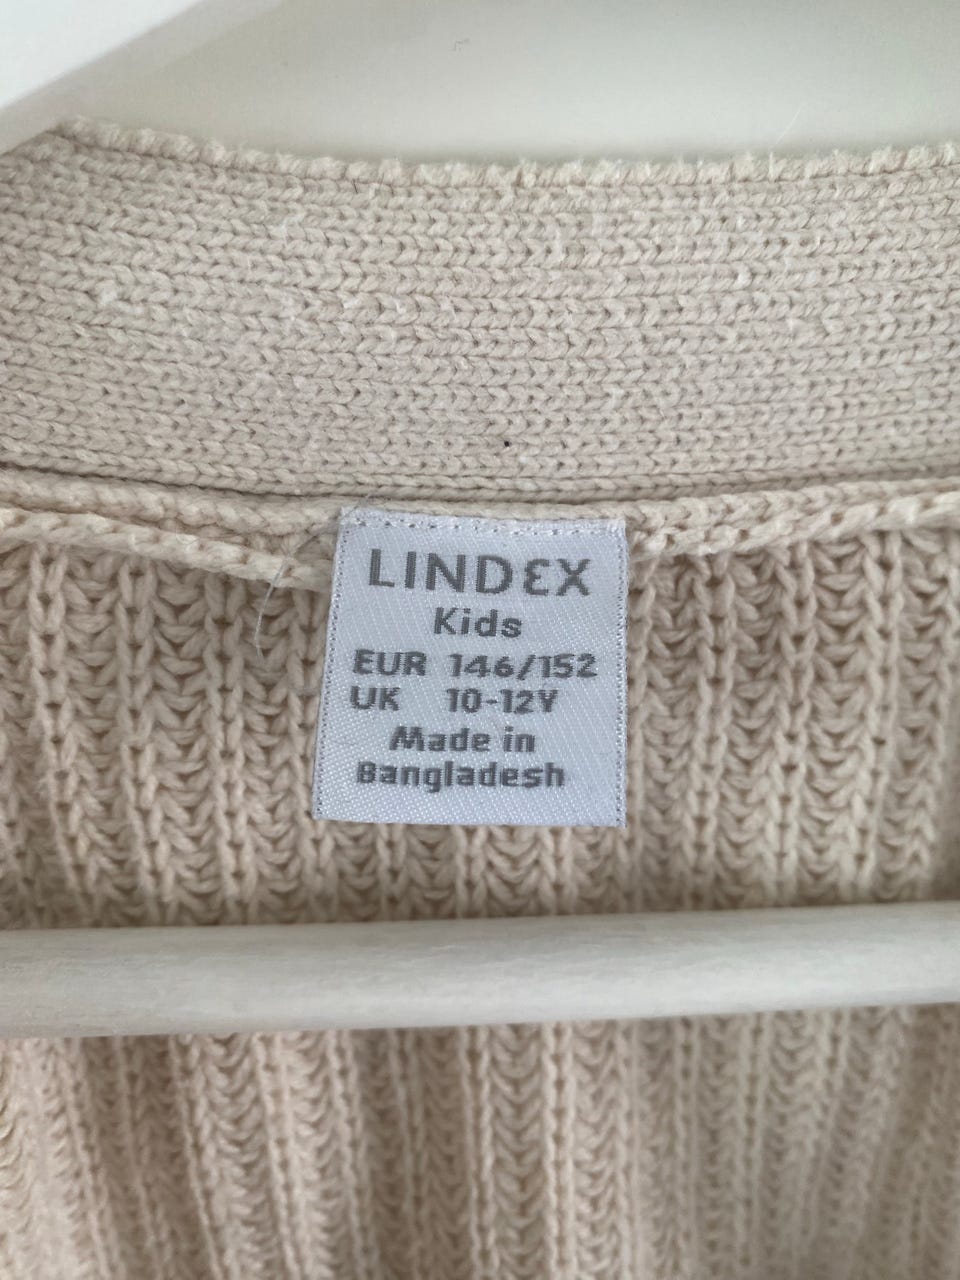 LINDEX
Kids
EUR 146/152
UK 10-12Y
Made in
Bangladesh